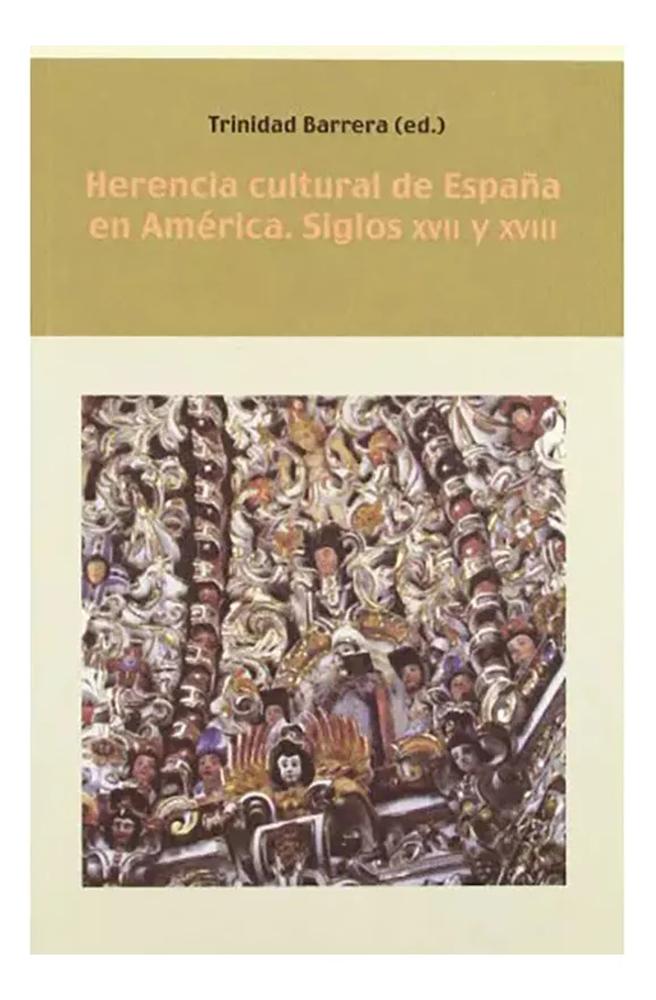 Trinidad Barrera (ed.)
Herencia cultural de España
en América. Siglos XVII y XVIII